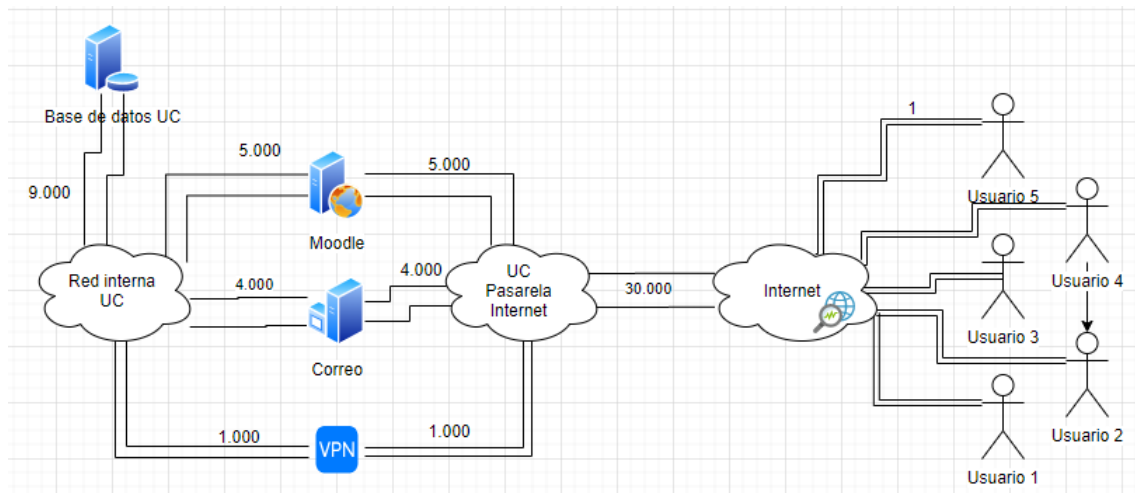 Base de datos UC
9.000
5.000
5.000
Moodle
Red interna
UC
4.000
4.000
Correo
1.000
VPN
1.000
UC
Pasarela
Internet
30.000
Internet
1
Usuario 5
Usuario 4
Usuario 3
Usuario 2
Usuario 1